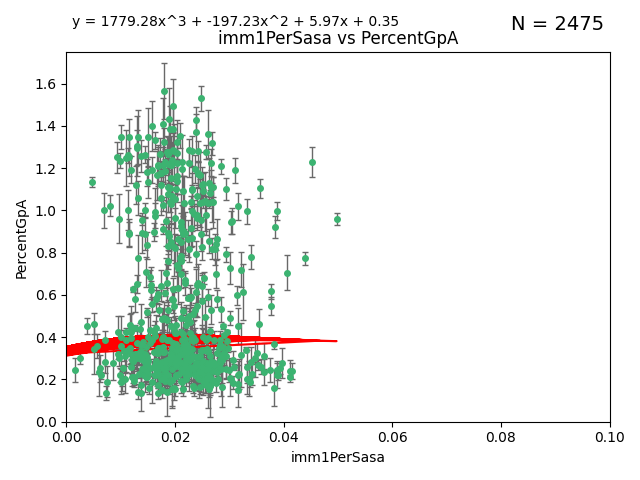 y = 1779.28x^3 + -197.23x^2 + 5.97x + 0.35
N = 2475
imm1PerSasa vs PercentGpA
PercentGpA
1.6
1.4
1.2
1.0
0.8
0.6
0.4
0.2
0.0
0.00 0.02 0.04 0.06 0.08 0.10
imm1PerSasa